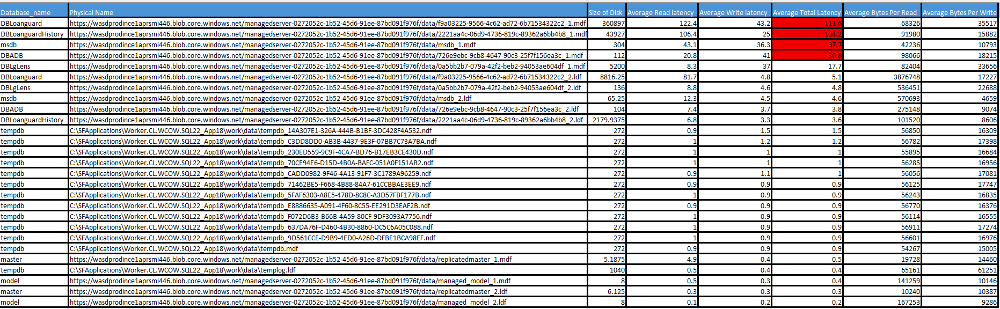 Database_name Physical Name Size of Disk Average Read latency Average Write latency Average Total Latency Average Bytes Per Read Average Bytes Per Write
DBLoanguard https://wasdprodince1aprsmi446.blob.core.windows.net/managedserver-0272052c-1b52-45d6-91ee-87bd091f976f/data/f9a03225-9566-4c62-ad72-6b71534322c2_1.mdf 360897 122.4 43.2 111.6 68326 35517
DBLoanguardHistory https://wasdprodince1aprsmi446.blob.core.windows.net/managedserver-0272052c-1b52-45d6-91ee-87bd091f976f/data/2221aa4c-06d9-4736-819c-89362a6bb4b8_1.mdf 43927 106.4 25 104.2 91980 15882
msdb https://wasdprodince1aprsmi446.blob.core.windows.net/managedserver-0272052c-1b52-45d6-91ee-87bd091f976f/data/msdb_1.mdf 304 43.1 36.3 37.7 42236 10793
DBADB https://wasdprodince1aprsmi446.blob.core.windows.net/managedserver-0272052c-1b52-45d6-91ee-87bd091f976f/data/726e9ebc-9cb8-4647-90c3-25f7f156ea3c_1.mdf 112 20.8 41 36.8 98066 18215
DBLgLens https://wasdprodince1aprsmi446.blob.core.windows.net/managedserver-0272052c-1b52-45d6-91ee-87bd091f976f/data/0a5bb2b7-079a-42f2-beb2-94053ae604df_1.mdf 5200 8.3 37 17.7 82404 33656
DBLoanguard https://wasdprodince1aprsmi446.blob.core.windows.net/managedserver-0272052c-1b52-45d6-91ee-87bd091f976f/data/f9a03225-9566-4c62-ad72-6b71534322c2_2.ldf 8816.25 81.7 4.8 5.1 3876748 17227
DBLgLens https://wasdprodince1aprsmi446.blob.core.windows.net/managedserver-0272052c-1b52-45d6-91ee-87bd091f976f/data/0a5bb2b7-079a-42f2-beb2-94053ae604df_2.ldf 136 8.8 4.6 4.8 536451 22688
msdb https://wasdprodince1aprsmi446.blob.core.windows.net/managedserver-0272052c-1b52-45d6-91ee-87bd091f976f/data/msdb_2.ldf 65.25 12.3 4.5 4.6 570693 4659
DBADB https://wasdprodince1aprsmi446.blob.core.windows.net/managedserver-0272052c-1b52-45d6-91ee-87bd091f976f/data/726e9ebc-9cb8-4647-90c3-25f7f156ea3c_2.ldf 104 7.4 3.7 3.8 275148 9074
DBLoanguardHistory https://wasdprodince1aprsmi446.blob.core.windows.net/managedserver-0272052c-1b52-45d6-91ee-87bd091f976f/data/2221aa4c-06d9-4736-819c-89362a6bb4b8_2.ldf 2179.9375 6.8 3.3 3.6 101520 8606
tempdb C:\SFApplications\Worker.CL.WCOW.SQL22_App18\work\data\tempdb_14A307E1-326A-444B-B1BF-3DC428F4A532.ndf 272 0.9 1.5 1.5 56850 16309
tempdb C:\SFApplications\Worker.CL.WCOW.SQL22_App18\work\data\tempdb_C3DD8DD0-AB3B-4437-9E3F-07BB7C73A7BA.ndf 272 1 1.2 1.2 56782 17398
tempdb C:\SFApplications\Worker.CL.WCOW.SQL22_App18\work\data\tempdb_230ED559-9C9F-4CA7-BD76-B17EB3CE430D.ndf 272 1 1 1 55895 16684
tempdb C:\SFApplications\Worker.CL.WCOW.SQL22_App18\work\data\tempdb_70CE94E6-D15D-4B0A-BAFC-051A0F151AB2.ndf 272 1 1 1 56285 16956
tempdb C:\SFApplications\Worker.CL.WCOW.SQL22_App18\work\data\tempdb_CADD0982-9F46-4A13-91F7-3C1789A96259.ndf 272 0.9 1.1 1 56056 17081
tempdb C:\SFApplications\Worker.CL.WCOW.SQL22_App18\work\data\tempdb_71462BE5-F668-4B88-84A7-61CCBBAE3EE9.ndf 272 0.9 0.9 0.9 56125 17747
tempdb C:\SFApplications\Worker.CL.WCOW.SQL22_App18\work\data\tempdb_5FAF6303-A8E5-478D-8C8C-A3D57FBF177B.ndf 272 1 0.9 0.9 56243 16835
tempdb C:\SFApplications\Worker.CL.WCOW.SQL22_App18\work\data\tempdb_E8886635-A091-4F60-8C55-EE291D3EAF2B.ndf 272 0.9 0.9 0.9 56770 16376
tempdb C:\SFApplications\Worker.CL.WCOW.SQL22_App18\work\data\tempdb_F072D6B3-B66B-4A59-80CF-9DF3093A7756.ndf 272 1 0.9 0.9 56114 16555
tempdb C:\SFApplications\Worker.CL.WCOW.SQL22_App18\work\data\tempdb_637DA76F-D460-4B30-8860-DC5C6A05C088.ndf 272 1 0.9 0.9 56911 17274
tempdb C:\SFApplications\Worker.CL.WCOW.SQL22_App18\work\data\tempdb_9D561CCE-D9B9-4ED0-A26D-DFBE1BCA98EF.ndf 272 1 0.9 0.9 56601 16976
tempdb C:\SFApplications\Worker.CL.WCOW.SQL22_App18\work\data\tempdb.mdf 272 0.9 0.9 0.9 54267 15005
master https://wasdprodince1aprsmi446.blob.core.windows.net/managedserver-0272052c-1b52-45d6-91ee-87bd091f976f/data/replicatedmaster_1.mdf 5.1875 4.9 0.4 0.5 19728 14460
tempdb C:\SFApplications\Worker.CL.WCOW.SQL22_App18\work\data\templog.ldf 1040 0.5 0.4 0.4 65161 61251
model https://wasdprodince1aprsmi446.blob.core.windows.net/managedserver-0272052c-1b52-45d6-91ee-87bd091f976f/data/managed_model_1.mdf 8 0.5 0.3 0.4 141259 10146
master https://wasdprodince1aprsmi446.blob.core.windows.net/managedserver-0272052c-1b52-45d6-91ee-87bd091f976f/data/replicatedmaster_2.ldf 6.125 0.3 0.3 0.3 10240 10387
model https://wasdprodince1aprsmi446.blob.core.windows.net/managedserver-0272052c-1b52-45d6-91ee-87bd091f976f/data/managed_model_2.ldf 8 0.1 0.2 0.2 167253 9286